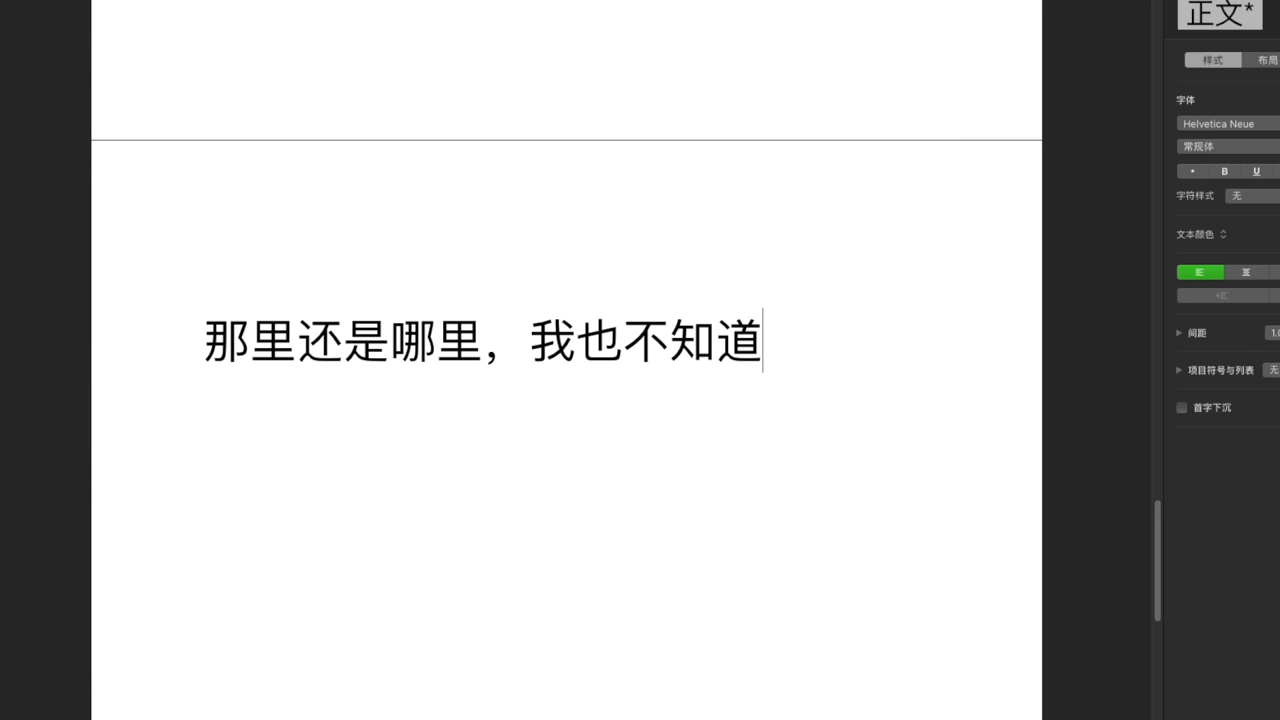 正文*
样式 布局
字体
Helvetica Neue
常规体
B U
字符样式 无
文本颜色
间距 1.0
项目符号与列表 无
首字下沉
那里还是哪里，我也不知道